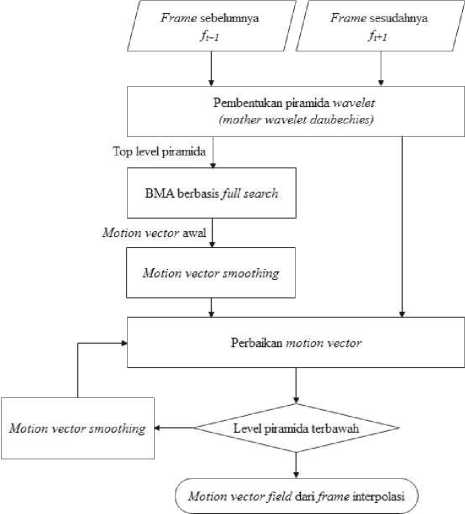 Frame sebelumnya
fₜ₋₁
Frame sesudahnya
fₜ₊₁
Pembentukan piramida wavelet
(mother wavelet daubechies)
Top level piramida
BMA berbasis full search
Motion vector awal
Motion vector smoothing
Perbaikan motion vector
Motion vector smoothing
Level piramida terbawah
Motion vector field dari frame interpolasi